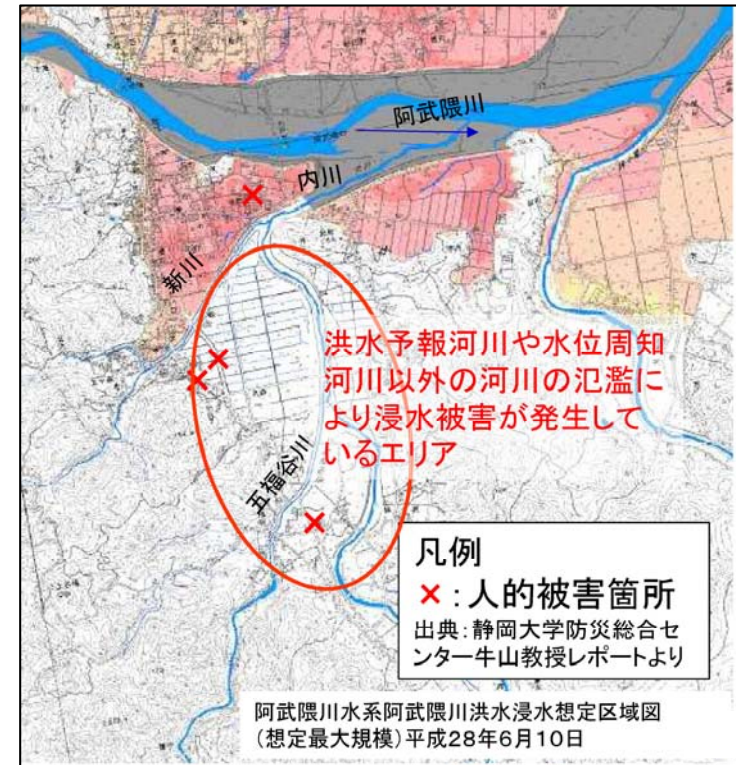 阿武隈川
内川
新川
洪水予報河川や水位周知
河川以外の河川の氾濫に
より浸水被害が発生して
いるエリア
五福谷川
凡例
×:人的被害箇所
出典:静岡大学防災総合セ
ンター牛山教授レポートより
阿武隈川水系阿武隈川洪水浸水想定区域図
(想定最大規模)平成28年6月10日